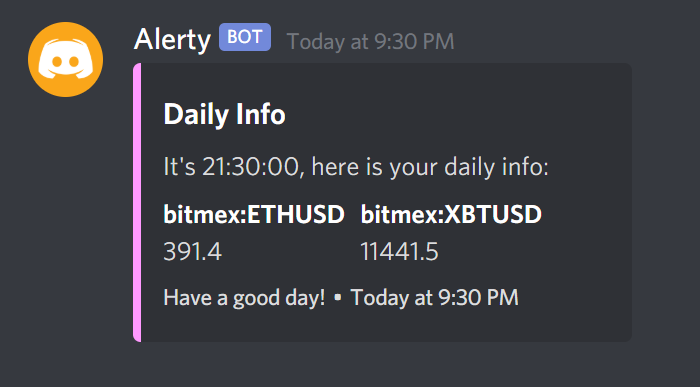 Alerty BOT Today at 9:30 PM
Daily Info
It's 21:30:00, here is your daily info:
bitmex:ETHUSD bitmex:XBTUSD
391.4 11441.5
Have a good day! • Today at 9:30 PM